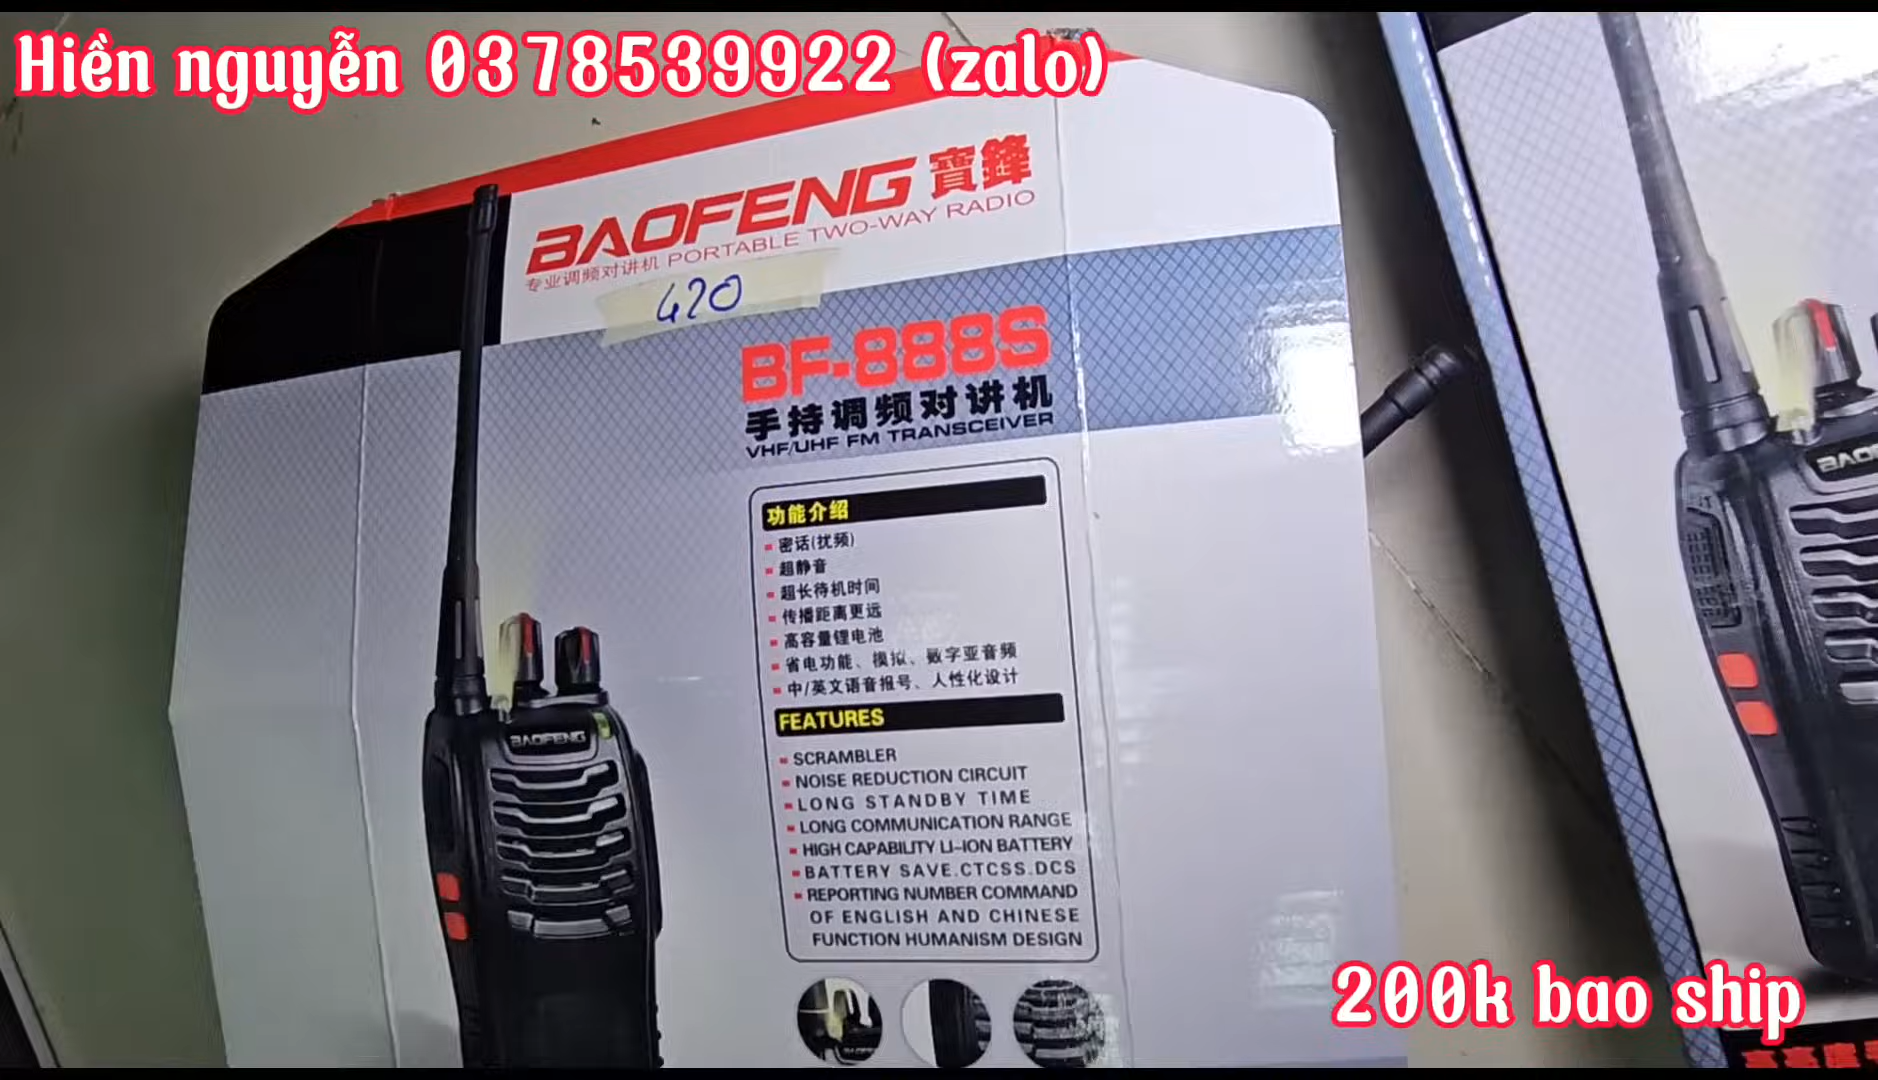 Hiền nguyễn 0378539922 (zalo)
BAOFENG 寶鋒
专业调频对讲机 PORTABLE TWO-WAY RADIO
420
BF-888S
手持调频对讲机
VHF/UHF FM TRANSCEIVER
功能介绍
密话(扰频)
超静音
超长待机时间
传播距离更远
高容量锂电池
省电功能、模拟、数字亚音频
中/英文语音报号、人性化设计
FEATURES
SCRAMBLER
NOISE REDUCTION CIRCUIT
LONG STANDBY TIME
LONG COMMUNICATION RANGE
HIGH CAPABILITY LI-ION BATTERY
BATTERY SAVE.CTCSS.DCS
REPORTING NUMBER COMMAND
OF ENGLISH AND CHINESE
FUNCTION HUMANISM DESIGN
BAOFENG
200k bao ship